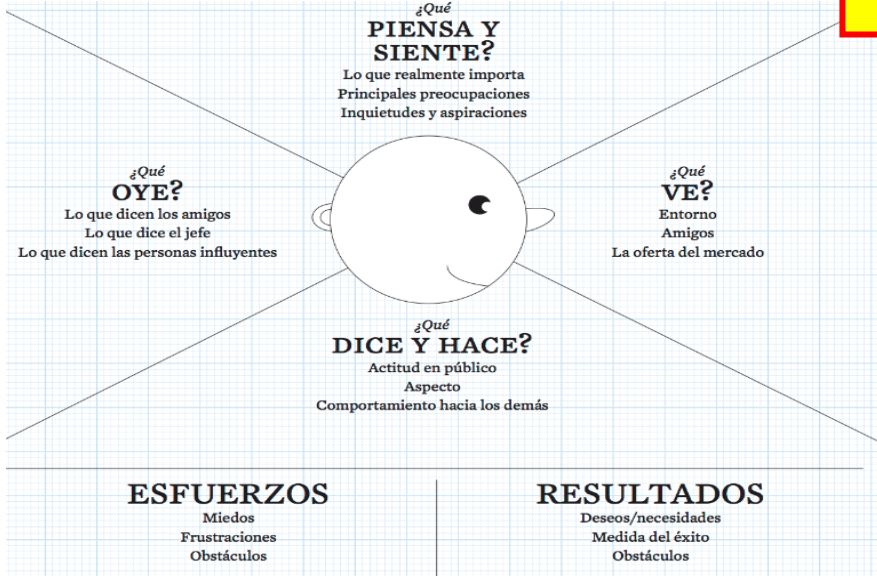 ¿Qué
PIENSA Y
SIENTE?
Lo que realmente importa
Principales preocupaciones
Inquietudes y aspiraciones
¿Qué
OYE?
Lo que dicen los amigos
Lo que dice el jefe
Lo que dicen las personas influyentes
¿Qué
VE?
Entorno
Amigos
La oferta del mercado
¿Qué
DICE Y HACE?
Actitud en público
Aspecto
Comportamiento hacia los demás
ESFUERZOS
Miedos
Frustraciones
Obstáculos
RESULTADOS
Deseos/necesidades
Medida del éxito
Obstáculos